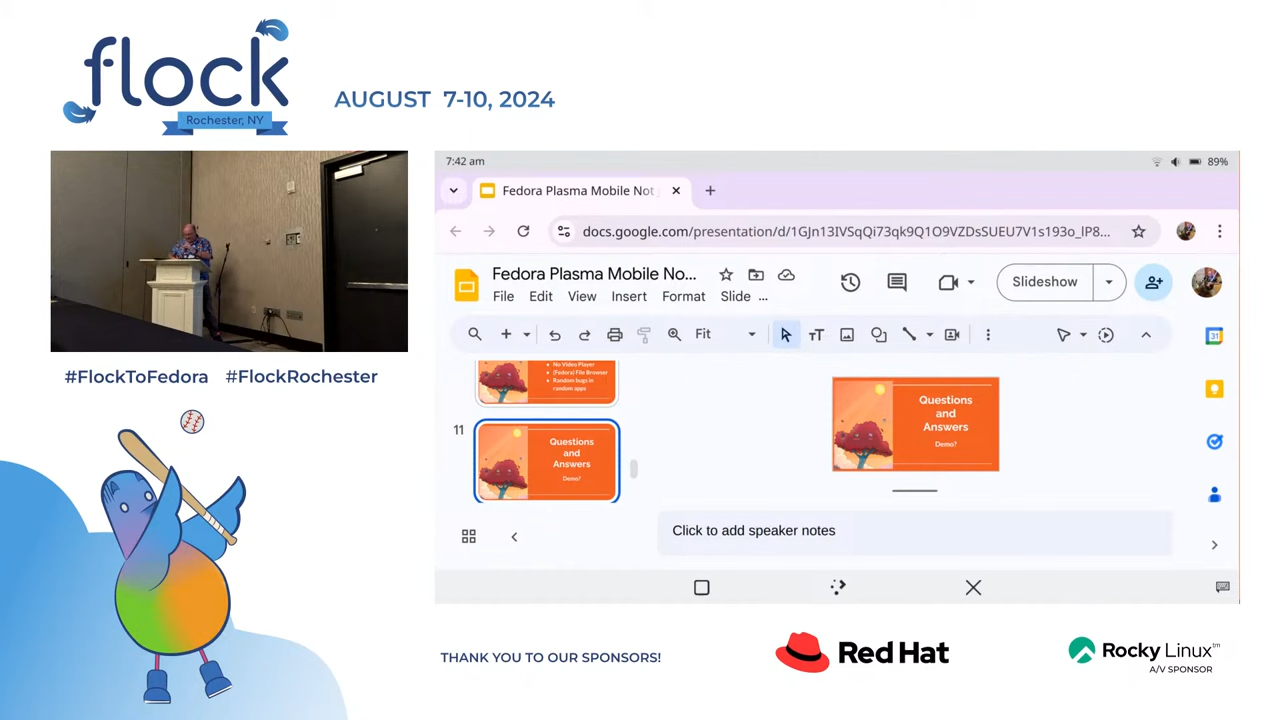 flock
Rochester, NY
AUGUST 7-10, 2024
#FlockToFedora #FlockRochester
7:42 am
89%
Fedora Plasma Mobile Not
docs.google.com/presentation/d/1GJn13IVSqQi73qk9Q1O9VZDsSUEU7V1s193o_lP8...
Fedora Plasma Mobile No...
File Edit View Insert Format Slide ...
Slideshow
Fit
31
No Video Player
(Fedora) File Browser
Random bugs in
random apps
11
Questions
and
Answers
Demo?
Questions
and
Answers
Demo?
Click to add speaker notes
THANK YOU TO OUR SPONSORS!
Red Hat
Rocky Linux™
A/V SPONSOR